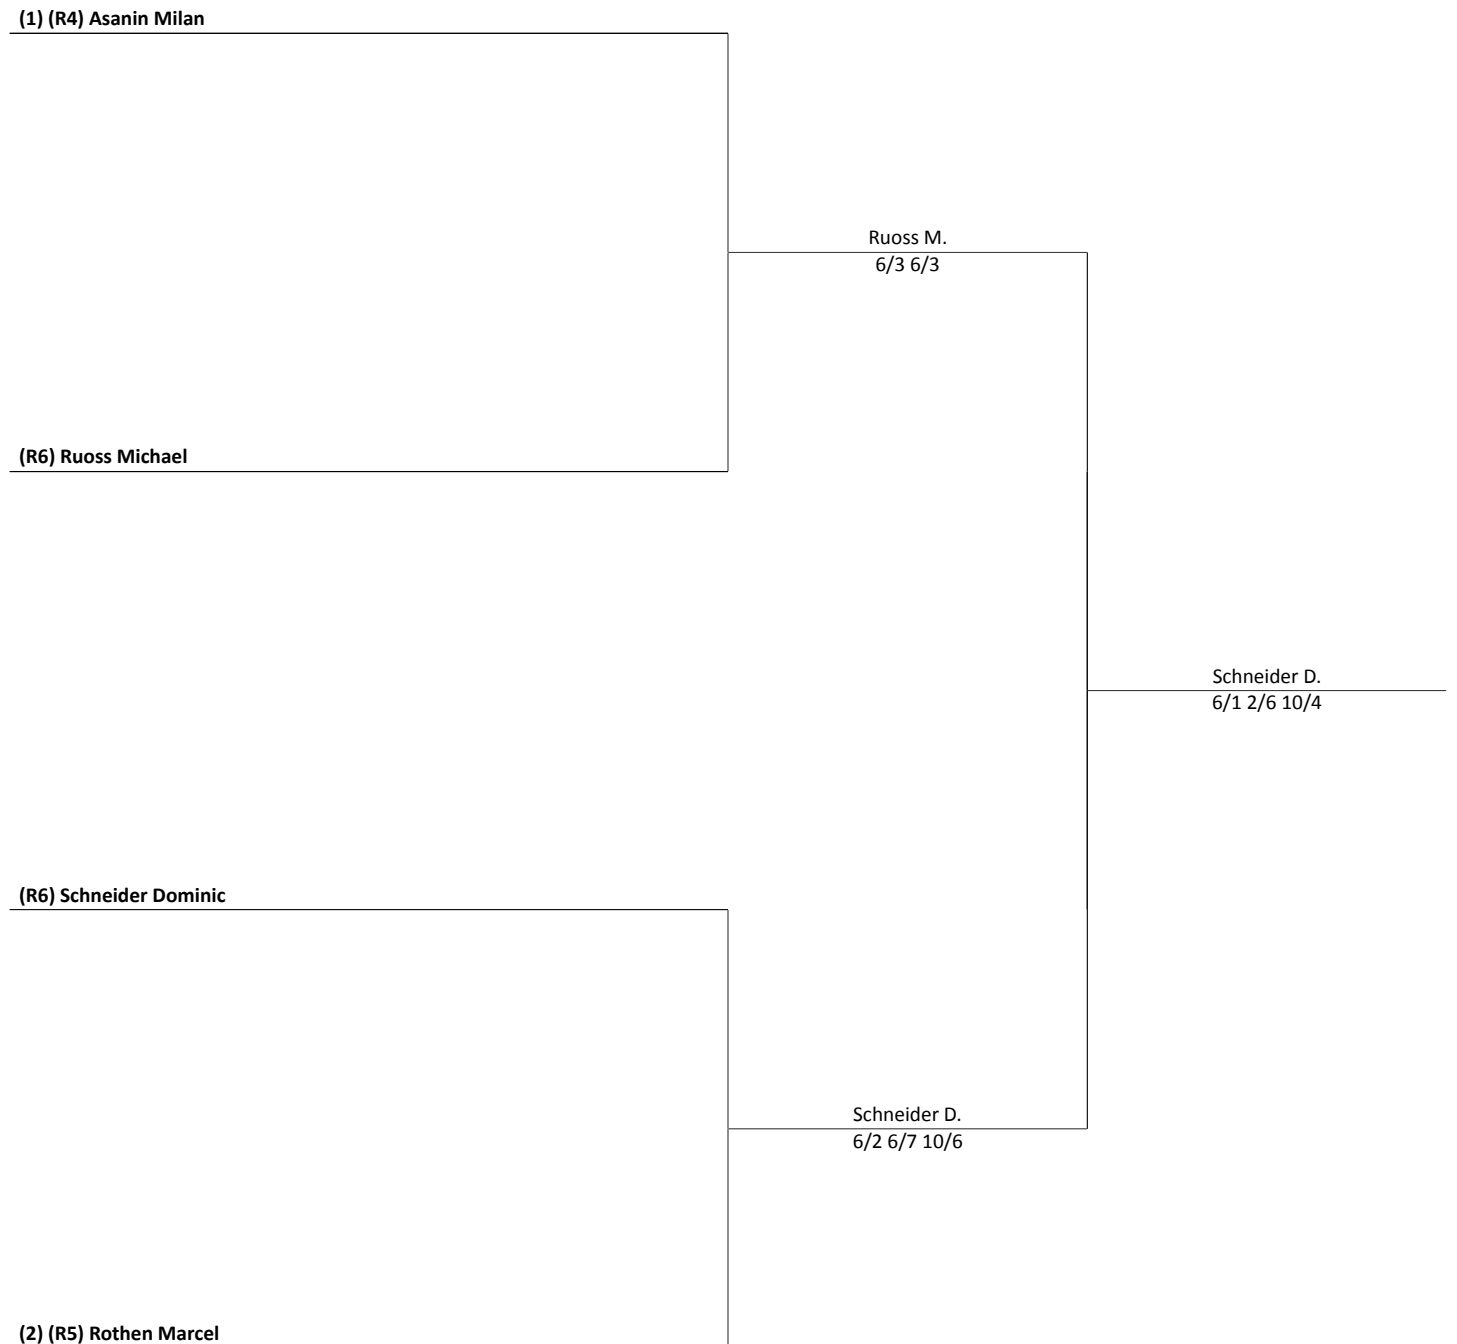 (1) (R4) Asanin Milan
Ruoss M.
6/3 6/3
(R6) Ruoss Michael
Schneider D.
6/1 2/6 10/4
(R6) Schneider Dominic
Schneider D.
6/2 6/7 10/6
(2) (R5) Rothen Marcel